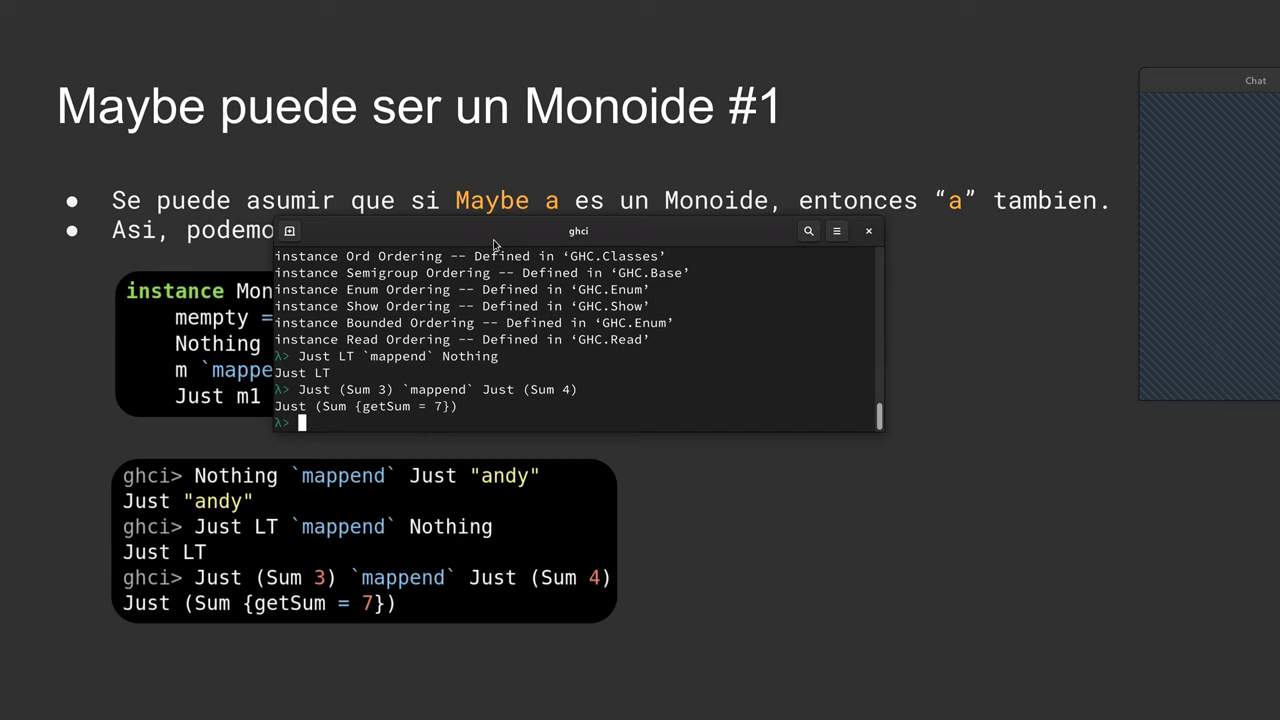 Chat
Maybe puede ser un Monoide #1
● Se puede asumir que si Maybe a es un Monoide, entonces “a” tambien.
● Asi, podemo
instance Mon
mempty =
Nothing
m `mappe
Just m1
ghci
instance Ord Ordering -- Defined in ‘GHC.Classes’
instance Semigroup Ordering -- Defined in ‘GHC.Base’
instance Enum Ordering -- Defined in ‘GHC.Enum’
instance Show Ordering -- Defined in ‘GHC.Show’
instance Bounded Ordering -- Defined in ‘GHC.Enum’
instance Read Ordering -- Defined in ‘GHC.Read’
λ> Just LT `mappend` Nothing
Just LT
λ> Just (Sum 3) `mappend` Just (Sum 4)
Just (Sum {getSum = 7})
λ>
ghci> Nothing `mappend` Just "andy"
Just "andy"
ghci> Just LT `mappend` Nothing
Just LT
ghci> Just (Sum 3) `mappend` Just (Sum 4)
Just (Sum {getSum = 7})